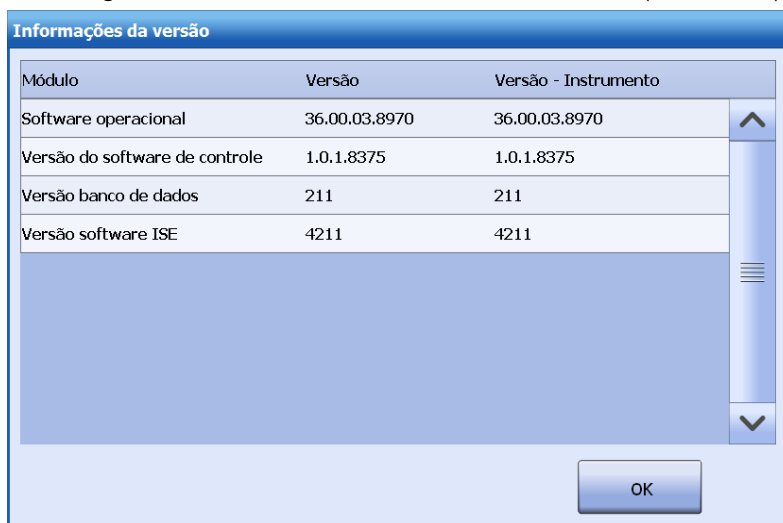 Informações da versão
Módulo Versão Versão - Instrumento
Software operacional 36.00.03.8970 36.00.03.8970
Versão do software de controle 1.0.1.8375 1.0.1.8375
Versão banco de dados 211 211
Versão software ISE 4211 4211
OK